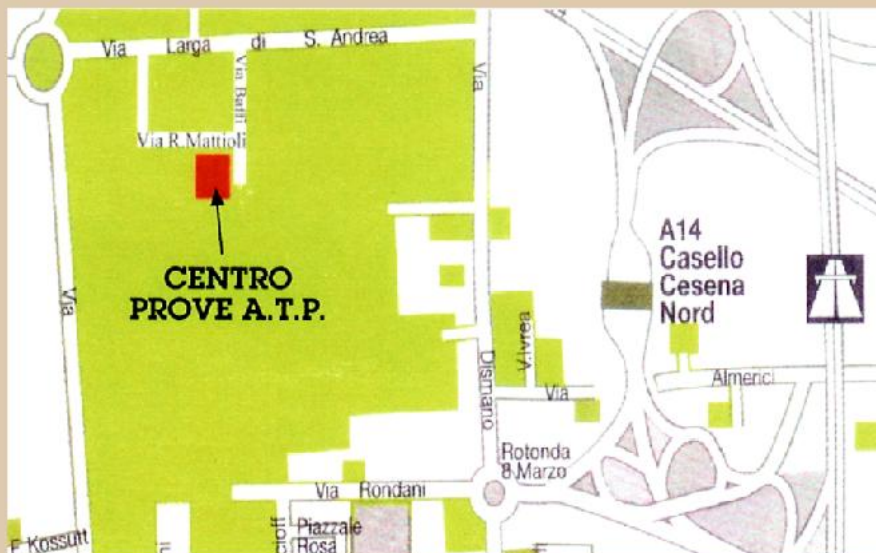 Via Larga di S. Andrea
Via
Via R. Mattioli
CENTRO
PROVE A.T.P.
Via
Via
Dismano
V. Ivrea
A14
Casello
Cesena
Nord
Via Almerici
Rotonda
8 Marzo
Via Rondani
Piazzale
Rosa
F Kossutt